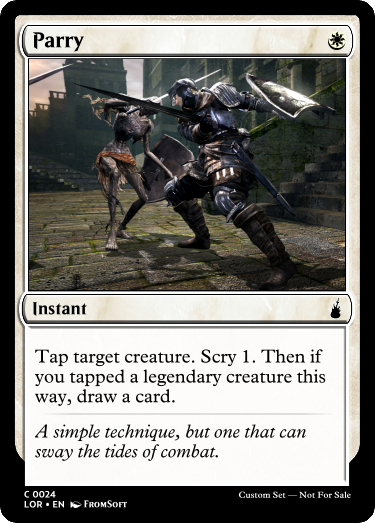 Parry
Instant
Tap target creature. Scry 1. Then if
you tapped a legendary creature this
way, draw a card.
A simple technique, but one that can
sway the tides of combat.
C 0024
LOR • EN FROMSOFT
Custom Set — Not For Sale